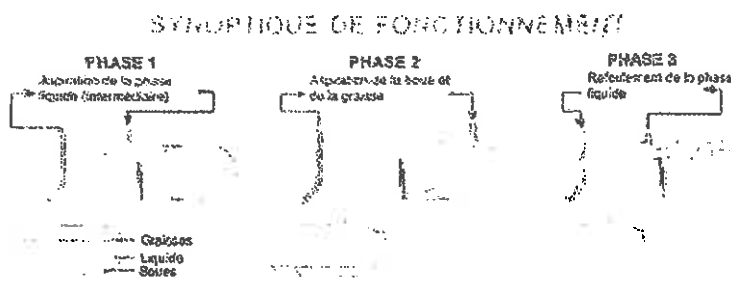 SYNOPTIQUE DE FONCTIONNEMENT
PHASE 1
Aspiration de la phase
liquide (intermédiaire)
PHASE 2
Aspiration de la boue et
de la graisse
PHASE 3
Refoulement de la phase
liquide
Graisses
Liquide
Boues